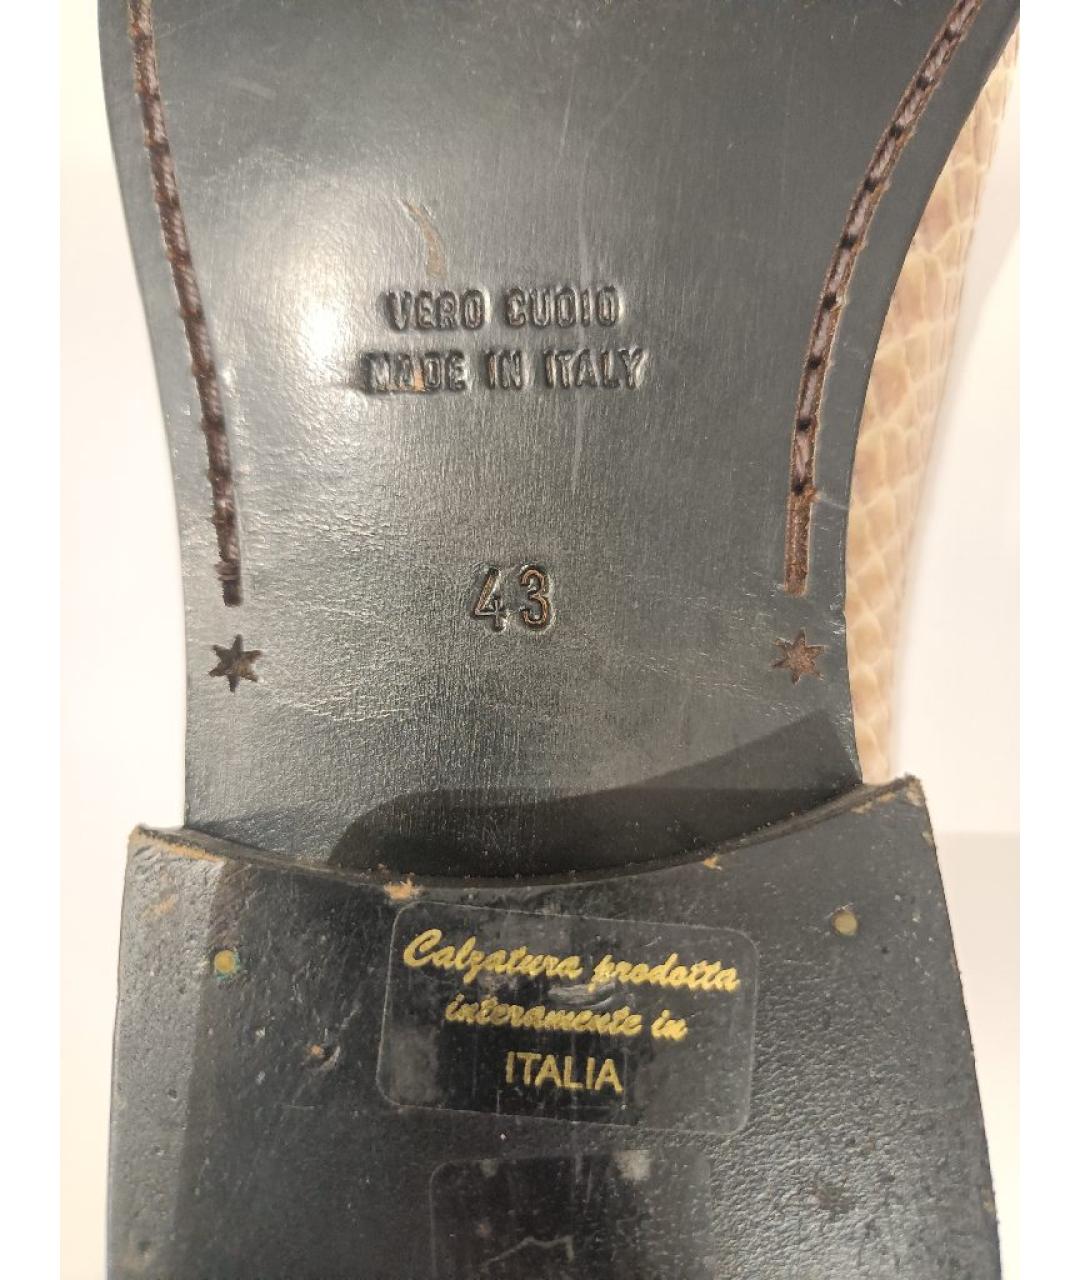 VERO CUOIO
MADE IN ITALY
43
Calzatura prodotta
interamente in
ITALIA